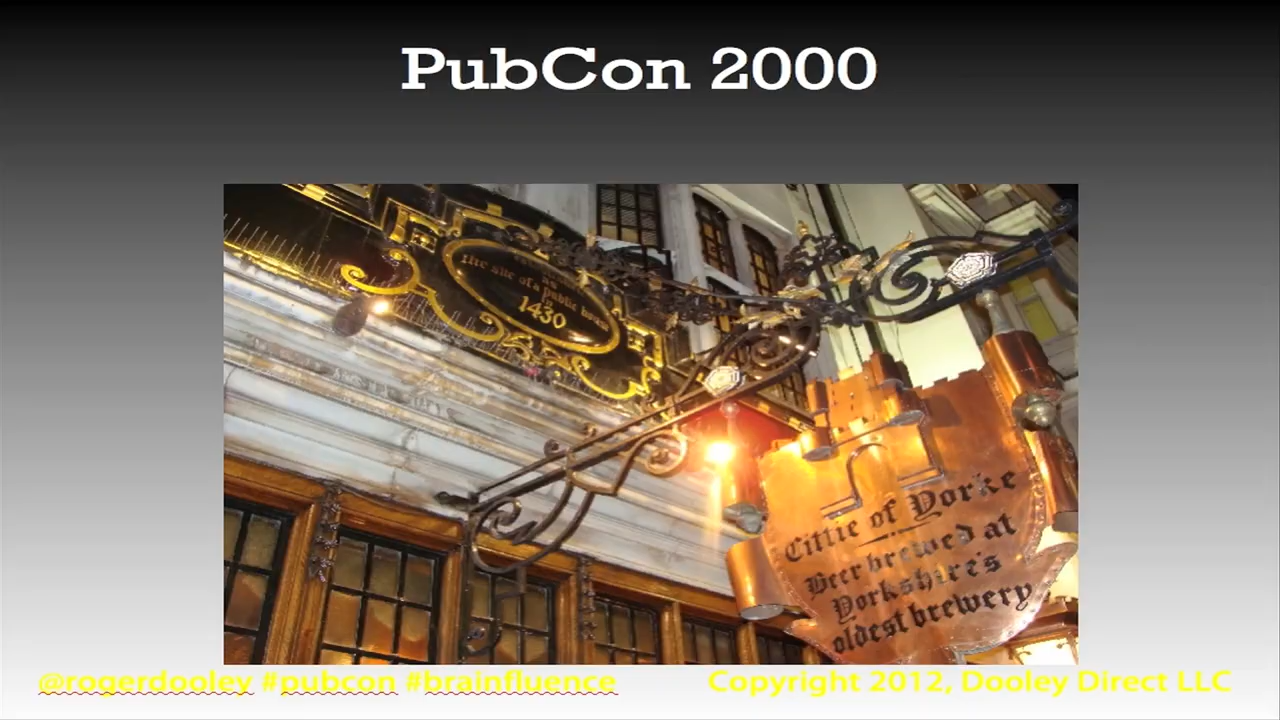 PubCon 2000
the site of a public house
in
1430
Cittie of Yorke
Beer brewed at
Yorkshire's
oldest brewery
@rogerdooley #pubcon #brainfluence
Copyright 2012, Dooley Direct LLC